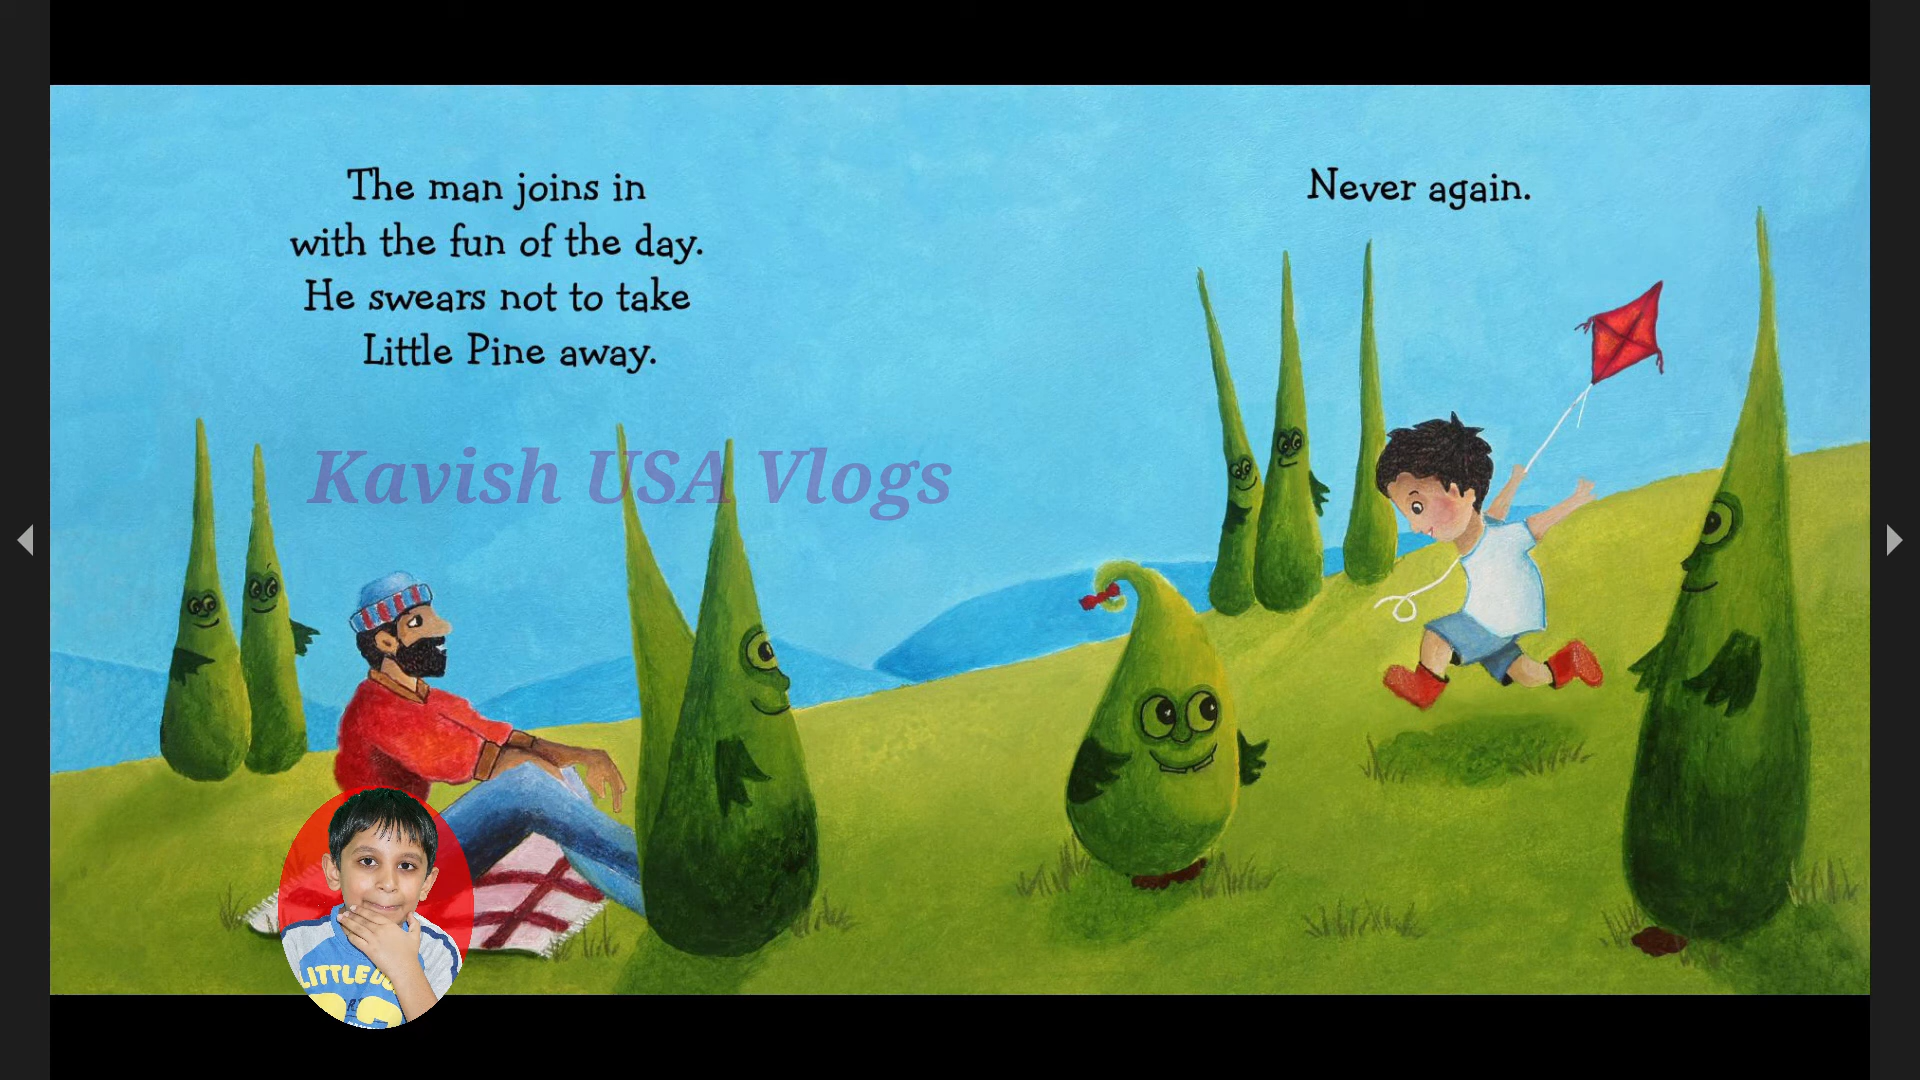 The man joins in
with the fun of the day.
He swears not to take
Little Pine away.
Never again.
Kavish USA Vlogs
LITTLE